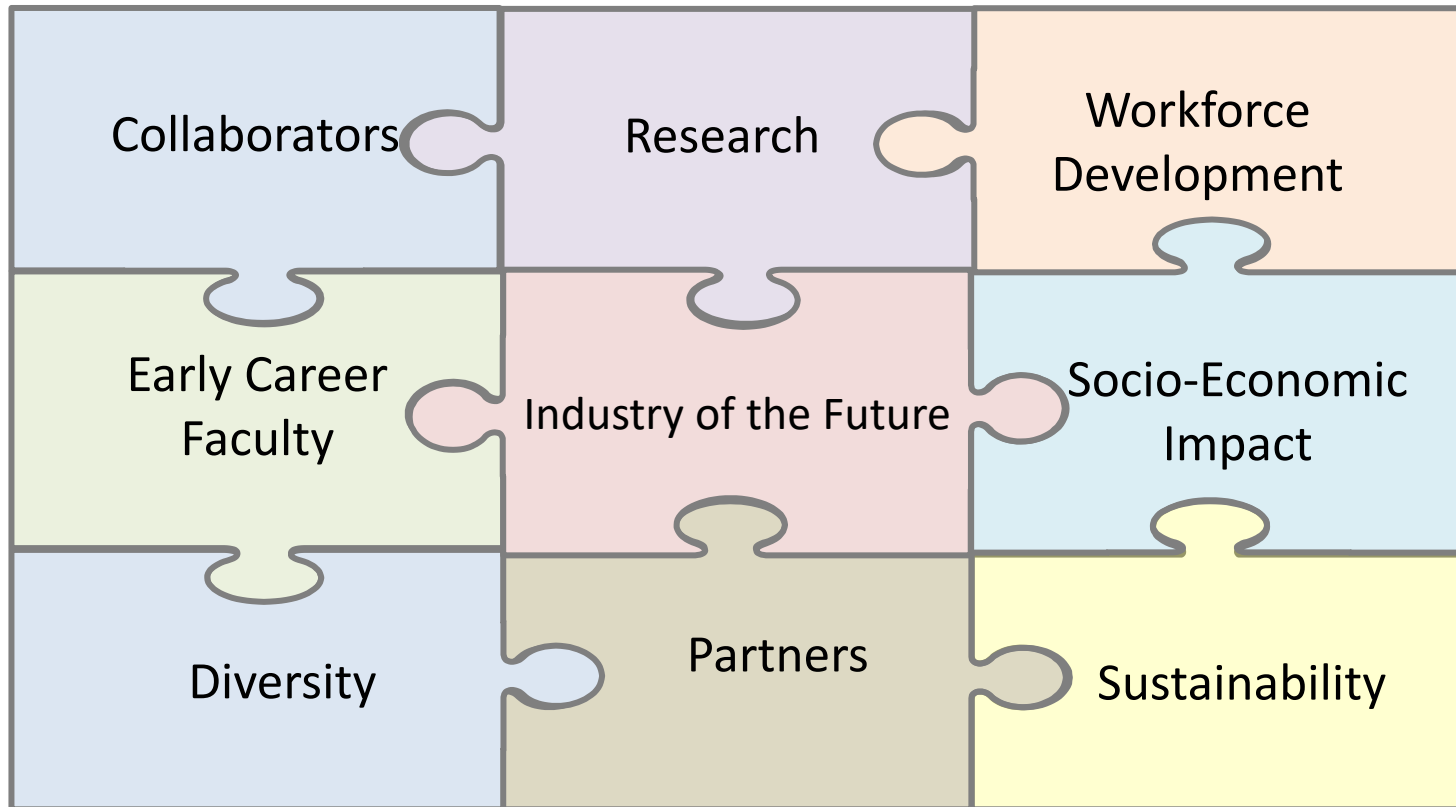 Collaborators
Research
Workforce
Development
Early Career
Faculty
Industry of the Future
Socio-Economic
Impact
Diversity
Partners
Sustainability